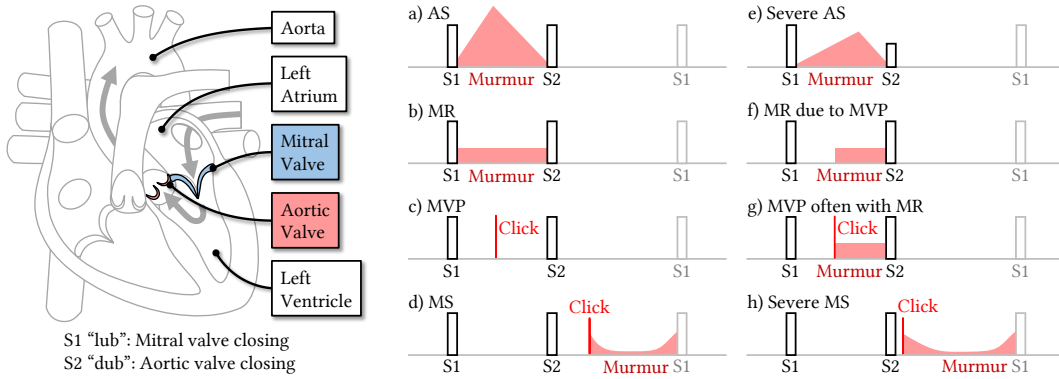 Aorta
Left
Atrium
Mitral
Valve
Aortic
Valve
Left
Ventricle
S1 “lub”: Mitral valve closing
S2 “dub”: Aortic valve closing
a) AS
S1 Murmur S2 S1
b) MR
S1 Murmur S2 S1
c) MVP
Click
S1 S2 S1
d) MS
Click
S1 S2 Murmur S1
e) Severe AS
S1 Murmur S2 S1
f) MR due to MVP
S1 Murmur S2 S1
g) MVP often with MR
Click
S1 Murmur S2 S1
h) Severe MS
Click
S1 S2 Murmur S1